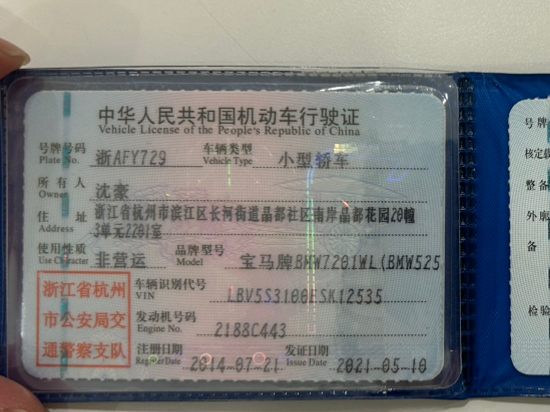 中华人民共和国机动车行驶证
Vehicle License of the People's Republic of China
号牌号码 Plate No. 浙AFY729 车辆类型 Vehicle Type 小型轿车
所有人 Owner 沈豪
住址 Address 浙江省杭州市滨江区长河街道晶都社区南岸晶都花园20幢
3单元2201室
使用性质 Use Character 非营运 品牌型号 Model 宝马牌BMW7201WL(BMW525
车辆识别代号 VIN LBV5S3100ESK12535
发动机号码 Engine No. 2188C443
注册日期 Register Date 2014-07-21 发证日期 Issue Date 2021-05-10
浙江省杭州
市公安局交
通警察支队
号牌
核定载
整备
外廓
备
检验